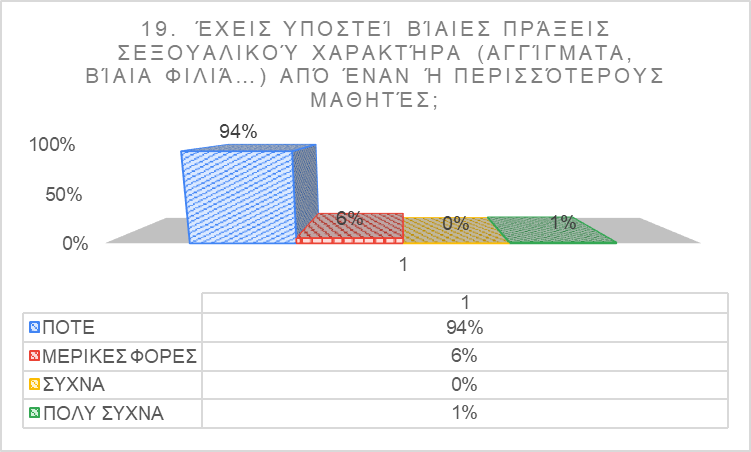 19. ΈΧΕΙΣ ΥΠΟΣΤΕΊ ΒΊΑΙΕΣ ΠΡΆΞΕΙΣ
ΣΕΞΟΥΑΛΙΚΟΎ ΧΑΡΑΚΤΉΡΑ (ΑΓΓΊΓΜΑΤΑ,
ΒΊΑΙΑ ΦΙΛΙΆ…) ΑΠΌ ΈΝΑΝ Ή ΠΕΡΙΣΣΌΤΕΡΟΥΣ
ΜΑΘΗΤΈΣ;
94%
100%
50%
0%
6%
0%
1%
1
1
ΠΟΤΕ 94%
ΜΕΡΙΚΕΣ ΦΟΡΕΣ 6%
ΣΥΧΝΑ 0%
ΠΟΛΥ ΣΥΧΝΑ 1%